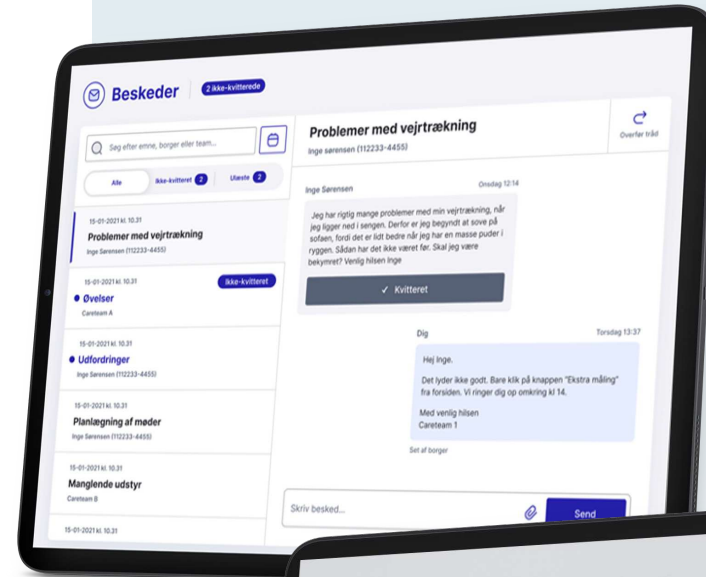 Beskeder
2 ikke-kvitterede
Søg efter emne, borger eller team...
Alle
Ikke-kvitteret 2
Ulæste 2
15-01-2021 kl. 10.31
Problemer med vejrtrækning
Inge Sørensen (112233-4455)
15-01-2021 kl. 10.31
Ikke-kvitteret
Øvelser
Careteam A
15-01-2021 kl. 10.31
Udfordringer
Inge Sørensen (112233-4455)
15-01-2021 kl. 10.31
Planlægning af møder
Inge Sørensen (112233-4455)
15-01-2021 kl. 10.31
Manglende udstyr
Careteam B
15-01-2021 kl. 10.31
Problemer med vejrtrækning
Inge sørensen (112233-4455)
Overfør tråd
Inge Sørensen
Onsdag 12:14
Jeg har rigtig mange problemer med min vejrtrækning, når
jeg ligger ned i sengen. Derfor er jeg begyndt at sove på
sofaen, fordi det er lidt bedre når jeg har en masse puder i
ryggen. Sådan har det ikke været før. Skal jeg være
bekymret? Venlig hilsen Inge
✓ Kvitteret
Dig
Torsdag 13:37
Hej Inge.
Det lyder ikke godt. Bare klik på knappen "Ekstra måling"
fra forsiden. Vi ringer dig op omkring kl 14.
Med venlig hilsen
Careteam 1
Set af borger
Skriv besked...
Send